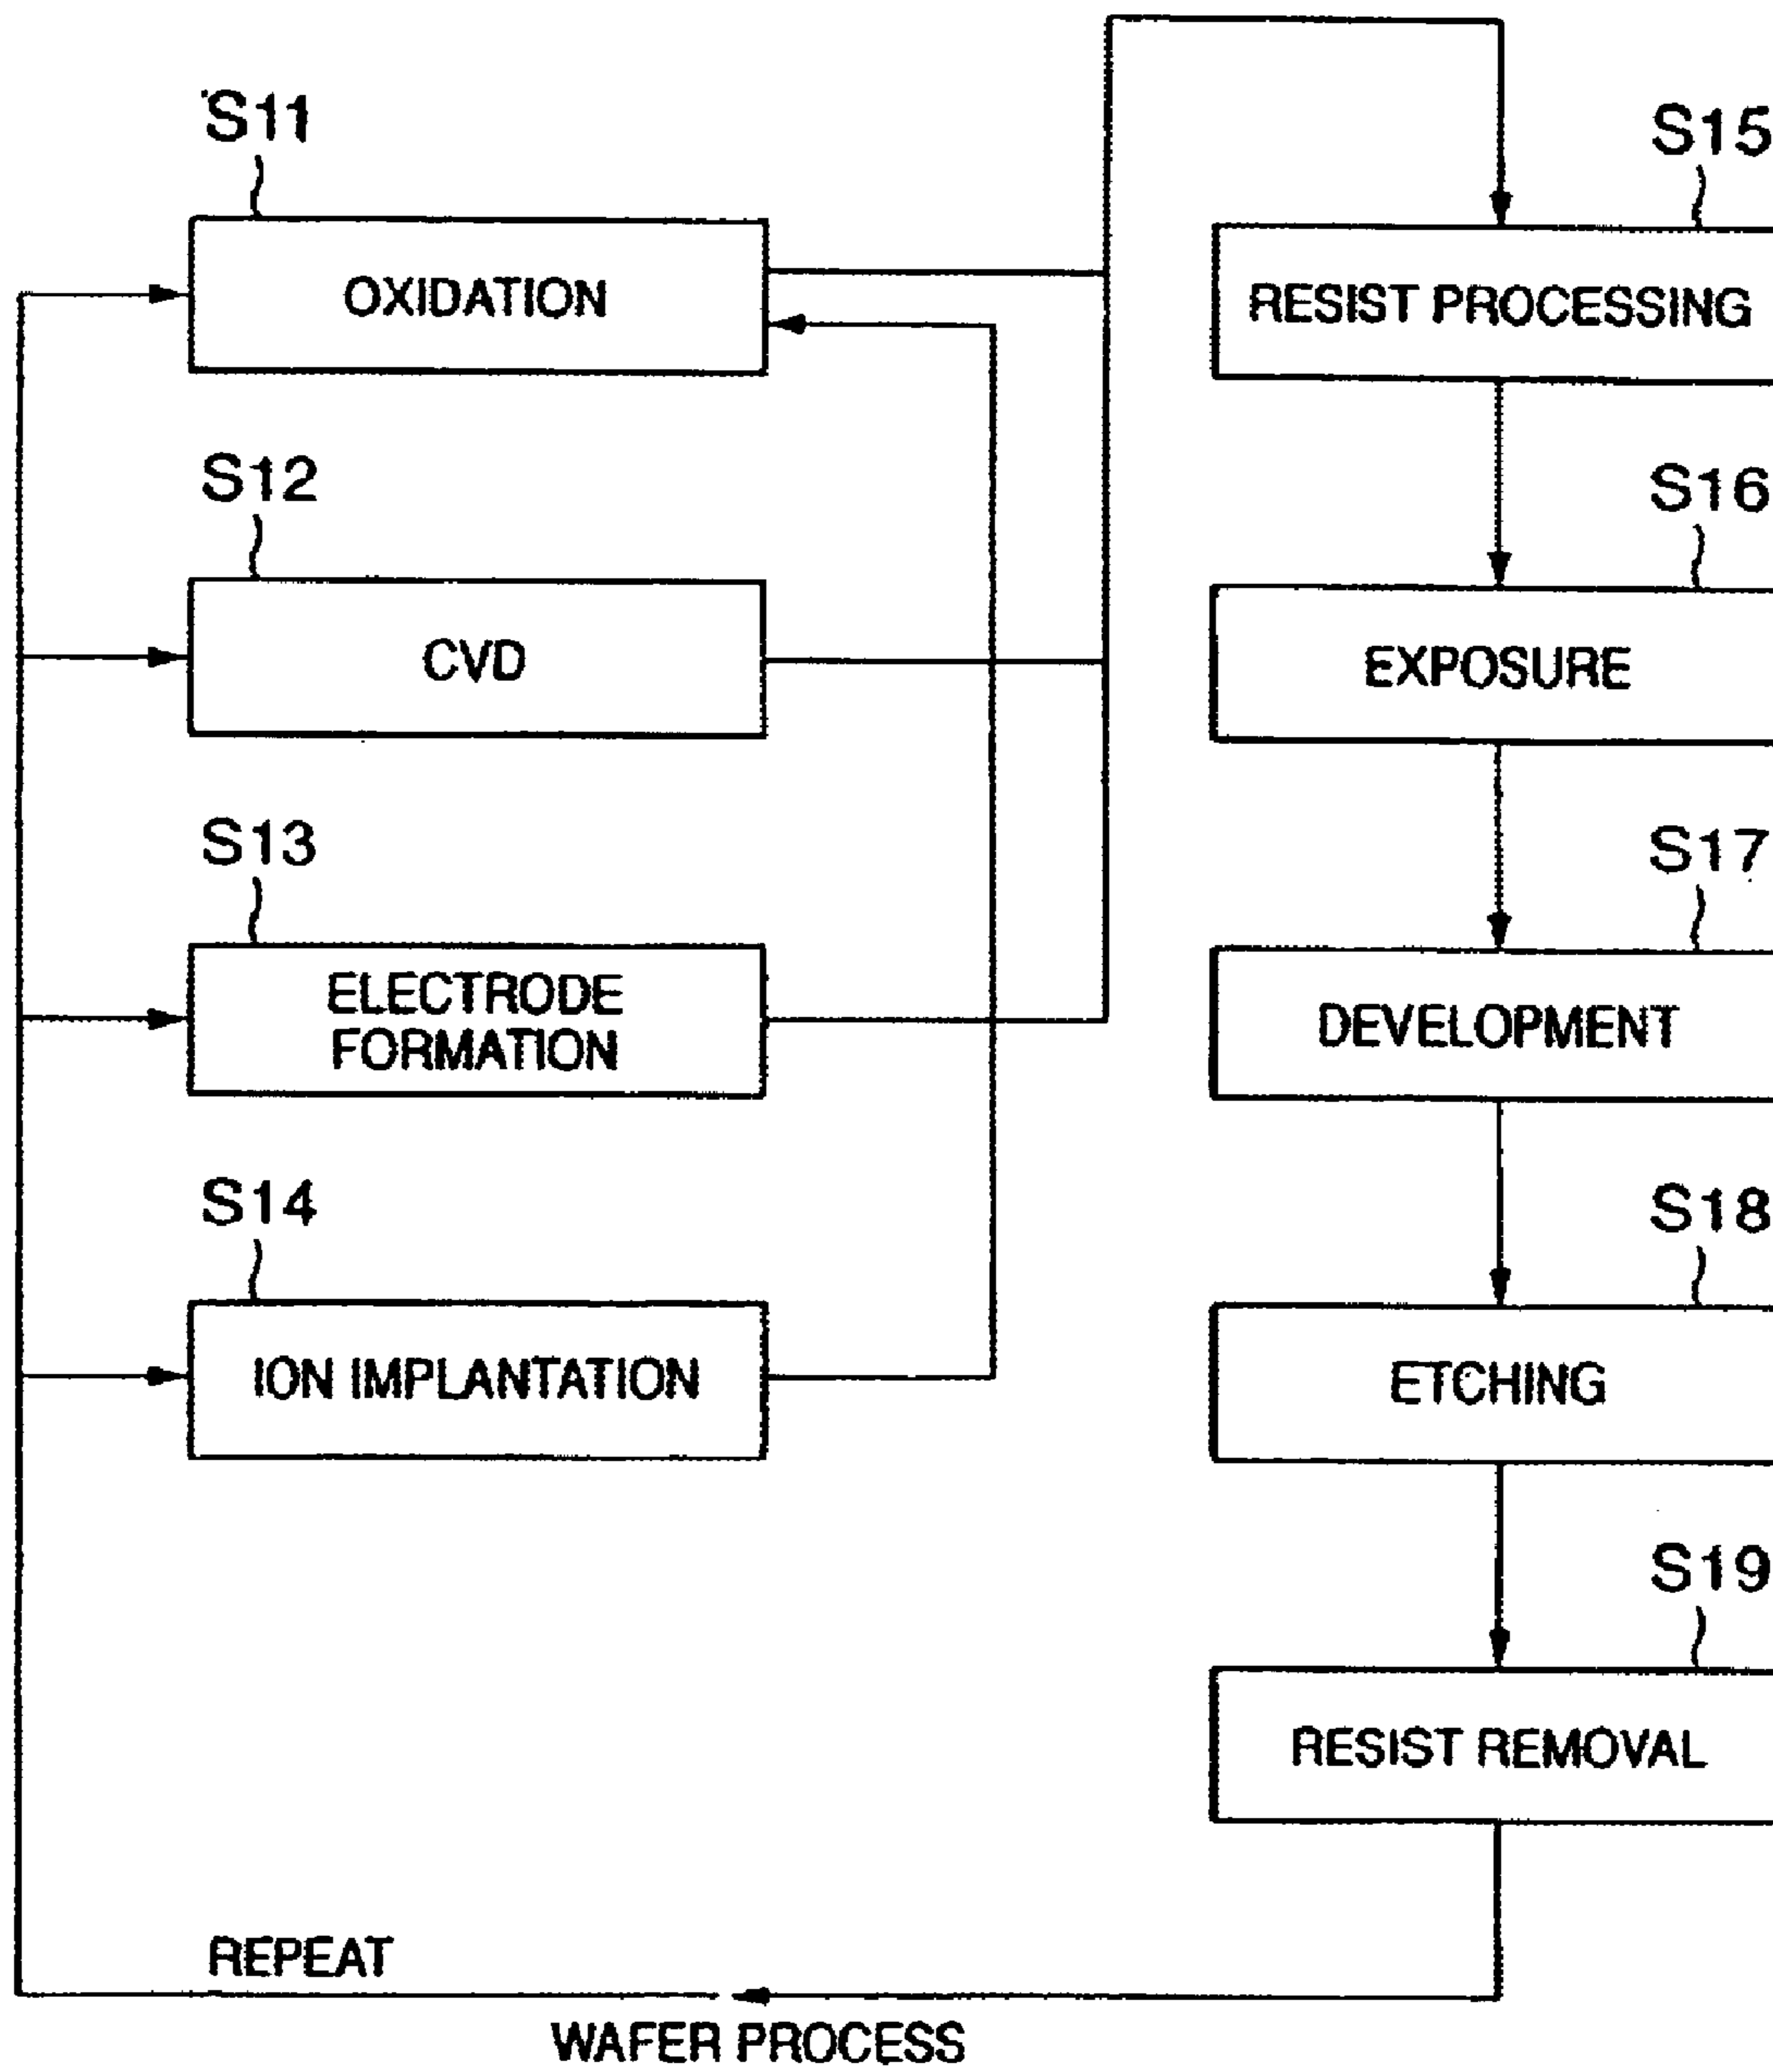 S11
OXIDATION
S12
CVD
S13
ELECTRODE
FORMATION
S14
ION IMPLANTATION
S15
RESIST PROCESSING
S16
EXPOSURE
S17
DEVELOPMENT
S18
ETCHING
S19
RESIST REMOVAL
REPEAT
WAFER PROCESS